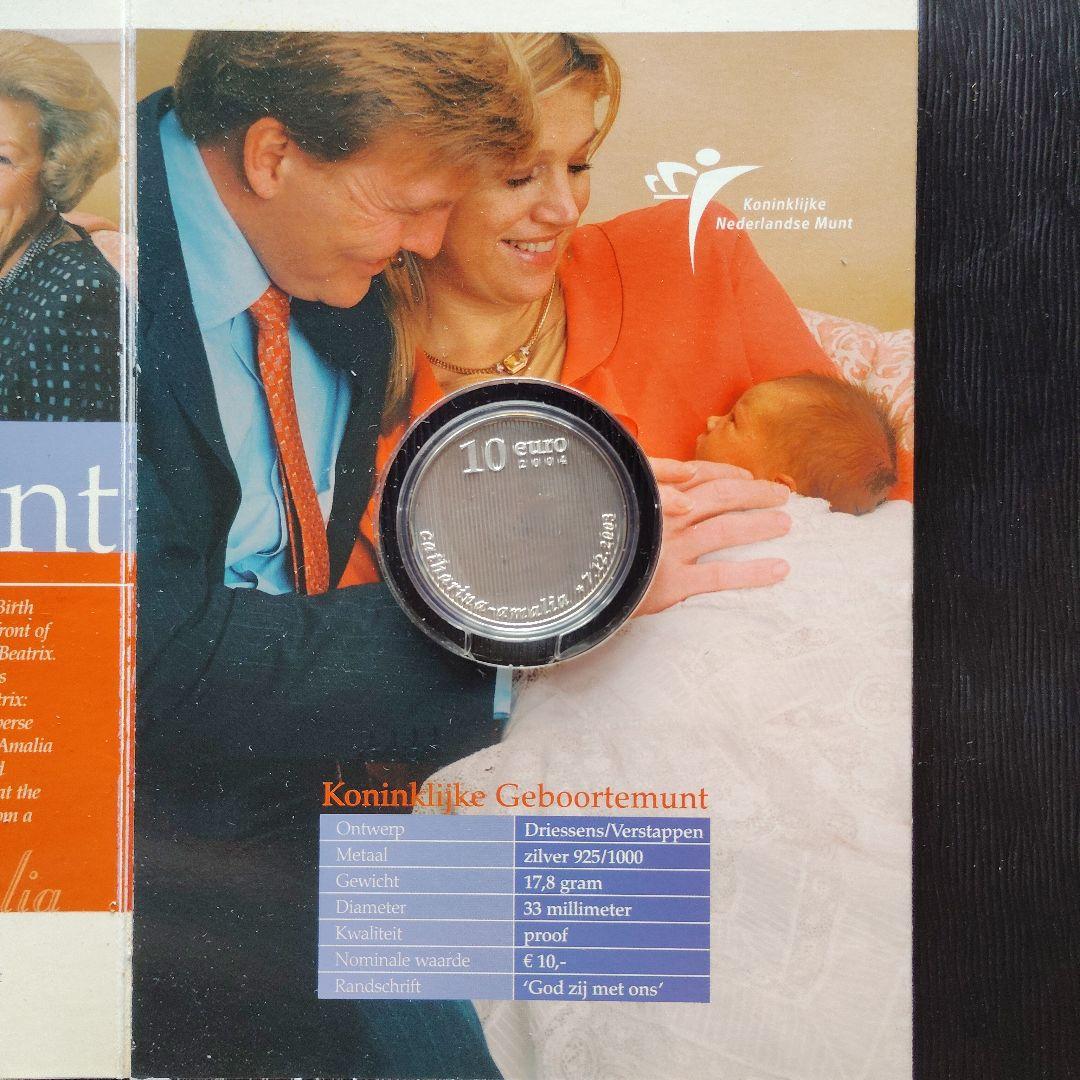 Koninklijke
Nederlandse Munt
10 euro
2004
catharina-amalia *7.12.2003
nt
Birth
front of
Beatrix.
s
trix:
perse
Amalia
d
at the
om a
lia
Koninklijke Geboortemunt
Ontwerp Driessens/Verstappen
Metaal zilver 925/1000
Gewicht 17,8 gram
Diameter 33 millimeter
Kwaliteit proof
Nominale waarde € 10,-
Randschrift ‘God zij met ons’